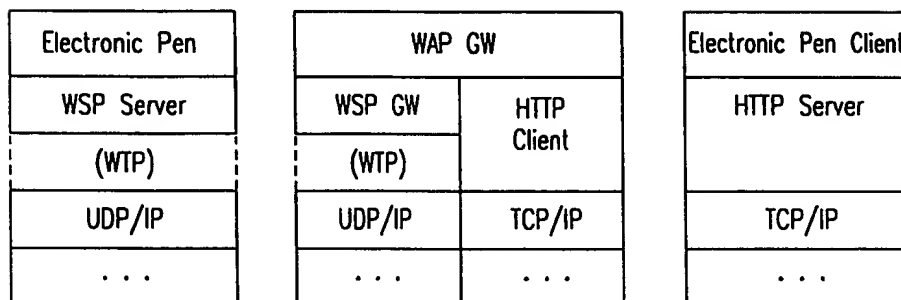 Electronic Pen
WSP Server
(WTP)
UDP/IP
. . .
WAP GW
WSP GW
HTTP
Client
(WTP)
UDP/IP
TCP/IP
. . .
. . .
Electronic Pen Client
HTTP Server
TCP/IP
. . .